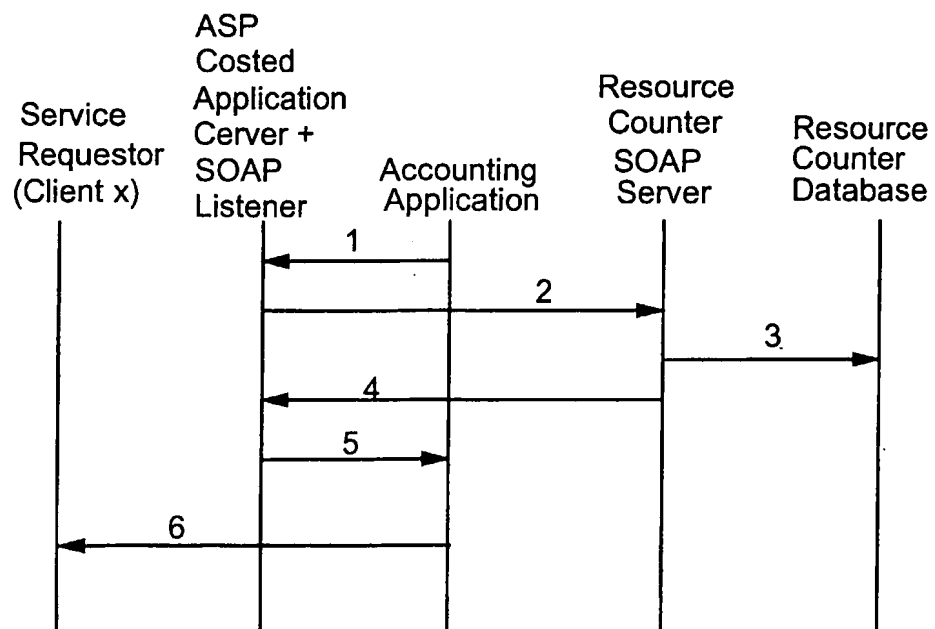 Service
Requestor
(Client x)
ASP
Costed
Application
Cerver +
SOAP
Listener
Accounting
Application
Resource
Counter
SOAP
Server
Resource
Counter
Database
1
2
3
4
5
6